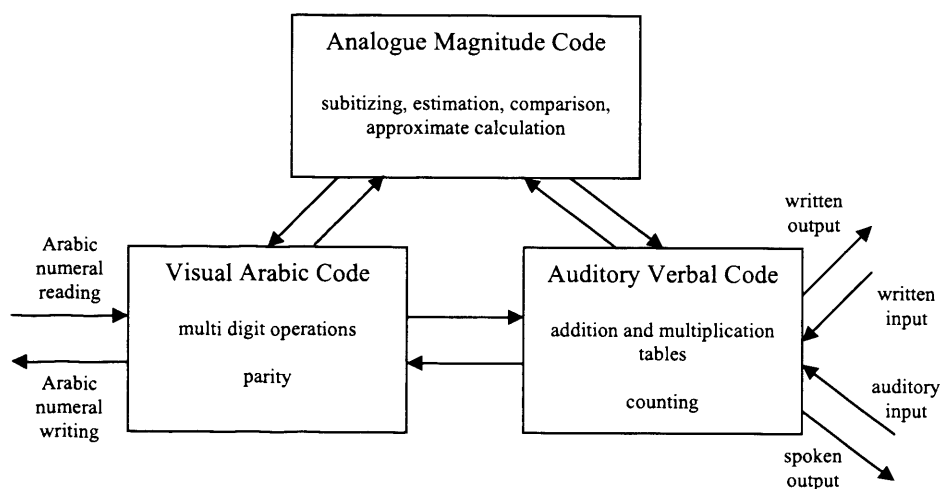 Analogue Magnitude Code
subitizing, estimation, comparison,
approximate calculation
Arabic
numeral
reading
Visual Arabic Code
multi digit operations
parity
Arabic
numeral
writing
Auditory Verbal Code
addition and multiplication
tables
counting
written
output
written
input
auditory
input
spoken
output